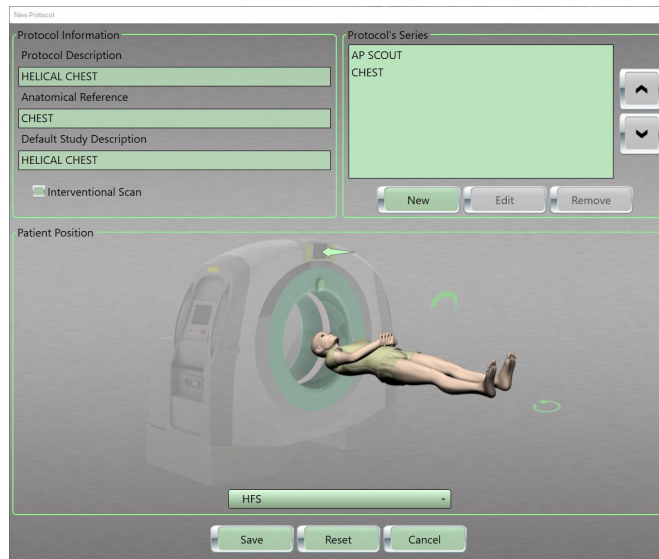 New Protocol
Protocol Information
Protocol Description
HELICAL CHEST
Anatomical Reference
CHEST
Default Study Description
HELICAL CHEST
Interventional Scan
Protocol's Series
AP SCOUT
CHEST
New Edit Remove
Patient Position
HFS
Save Reset Cancel